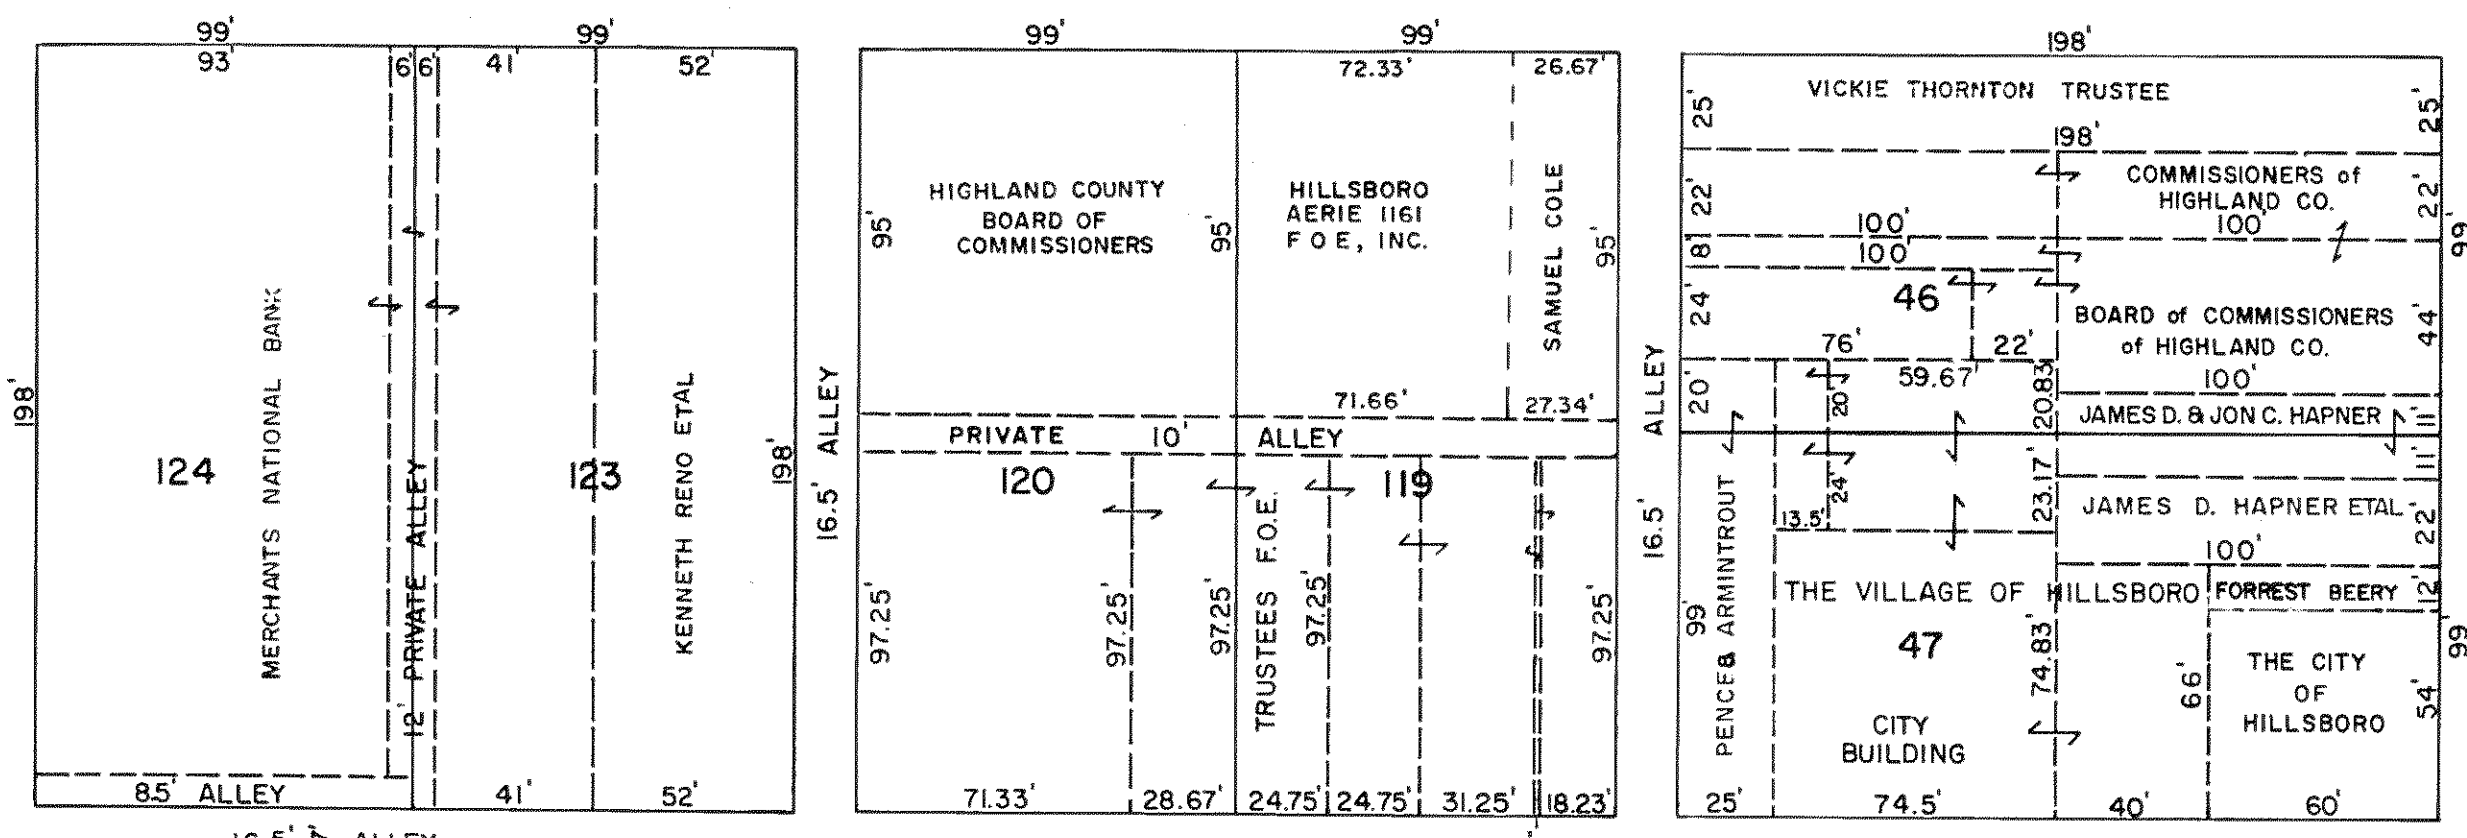 99'
99'
93'
6'
6'
41'
52'
198'
124
MERCHANTS NATIONAL BANK
12' PRIVATE ALLEY
123
KENNETH RENO ETAL
198'
8.5' ALLEY
41'
52'
16.5' ALLEY
99'
99'
72.33'
26.67'
95'
HIGHLAND COUNTY
BOARD OF
COMMISSIONERS
95'
HILLSBORO
AERIE 1161
F O E, INC.
SAMUEL COLE
95'
71.66'
27.34'
PRIVATE 10' ALLEY
120
119
97.25'
97.25'
97.25'
TRUSTEES F.O.E.
97.25'
97.25'
71.33'
28.67'
24.75'
24.75'
31.25'
18.23'
16.5' ALLEY
198'
25'
VICKIE THORNTON TRUSTEE
25'
198'
22'
COMMISSIONERS of
HIGHLAND CO.
22'
100'
100'
99'
8'
100'
24'
46
BOARD of COMMISSIONERS
of HIGHLAND CO.
44'
76'
22'
100'
20'
59.67'
20'
20.83'
JAMES D. & JON C. HAPNER
11'
11'
24'
23.17'
JAMES D. HAPNER ETAL
22'
13.5'
100'
PENCE & ARMINTROUT
99'
THE VILLAGE OF HILLSBORO
FORREST BEERY
12'
47
74.83'
66'
THE CITY
OF
HILLSBORO
54'
99'
CITY
BUILDING
25'
74.5'
40'
60'
16.5' ALLEY